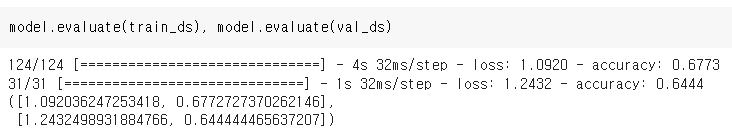 model.evaluate(train_ds), model.evaluate(val_ds)
124/124 [==============================] - 4s 32ms/step - loss: 1.0920 - accuracy: 0.6773
31/31 [==============================] - 1s 32ms/step - loss: 1.2432 - accuracy: 0.6444
([1.092036247253418, 0.6772727370262146],
[1.2432498931884766, 0.644444465637207])